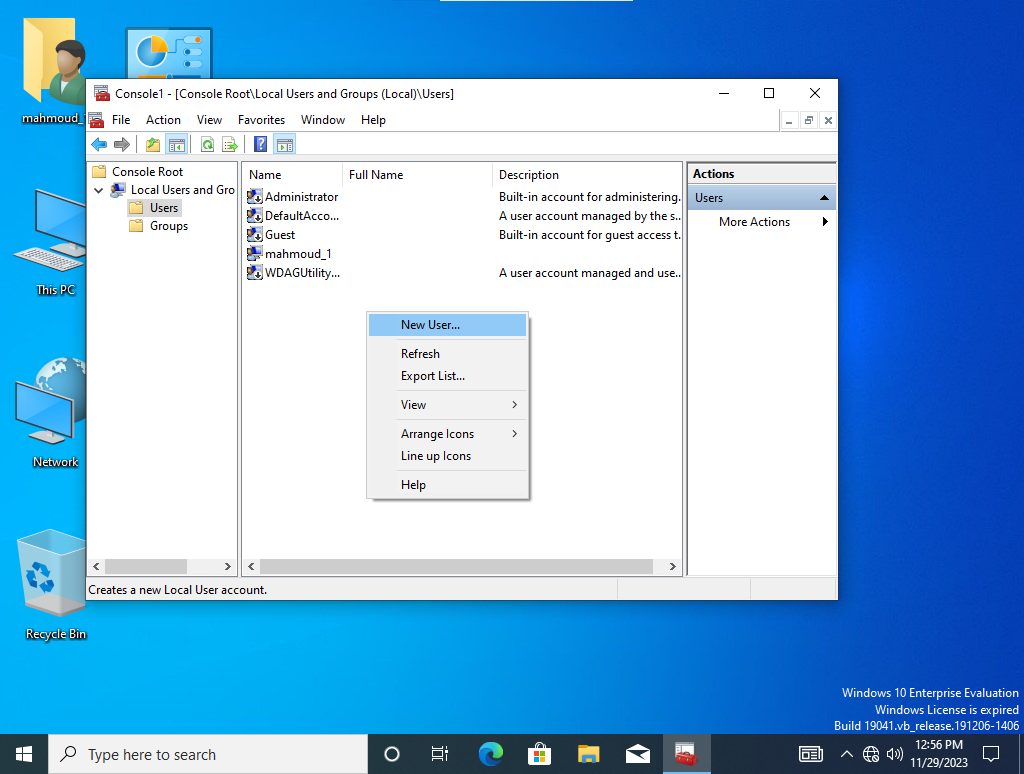 mahmoud_
This PC
Network
Recycle Bin
Console1 - [Console Root\Local Users and Groups (Local)\Users]
File Action View Favorites Window Help
Console Root
Local Users and Gro
Users
Groups
Name Full Name Description
Administrator Built-in account for administering.
DefaultAcco... A user account managed by the s..
Guest Built-in account for guest access t.
mahmoud_1
WDAGUtility... A user account managed and use..
New User...
Refresh
Export List...
View
Arrange Icons
Line up Icons
Help
Actions
Users
More Actions
Creates a new Local User account.
Windows 10 Enterprise Evaluation
Windows License is expired
Build 19041.vb_release.191206-1406
Type here to search
12:56 PM
11/29/2023